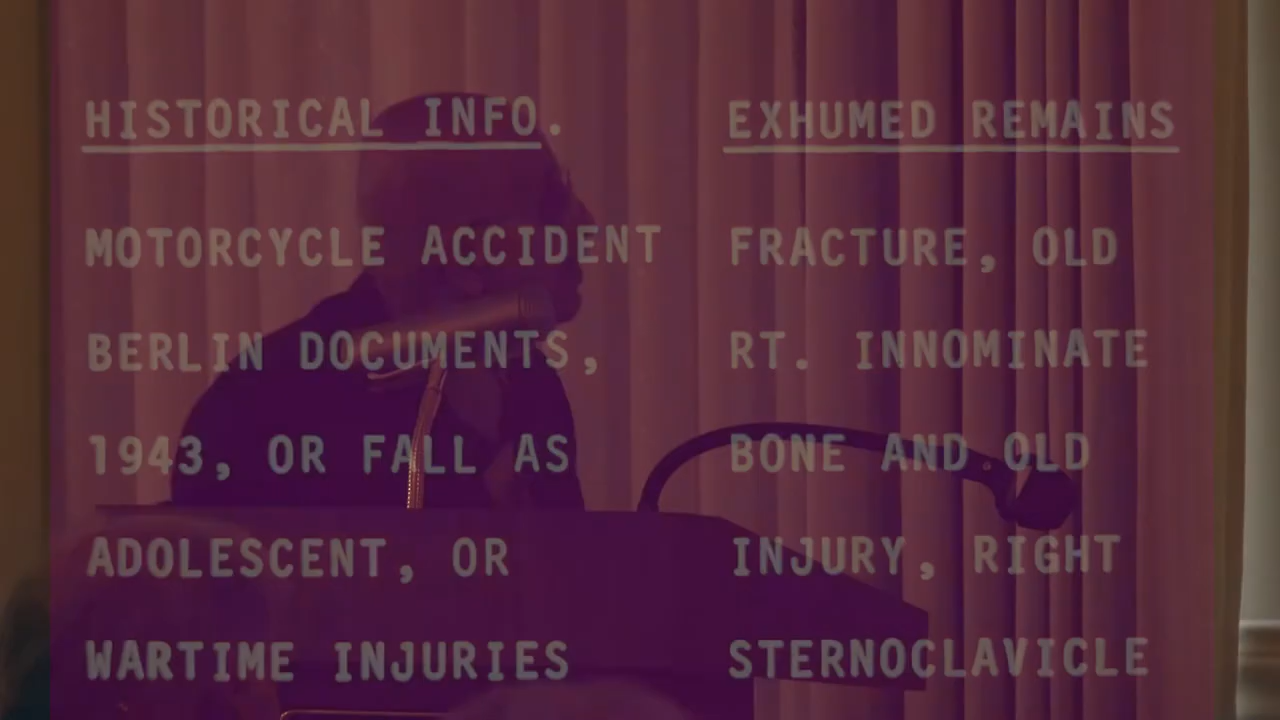 HISTORICAL INFO.
MOTORCYCLE ACCIDENT
BERLIN DOCUMENTS,
1943, OR FALL AS
ADOLESCENT, OR
WARTIME INJURIES
EXHUMED REMAINS
FRACTURE, OLD
RT. INNOMINATE
BONE AND OLD
INJURY, RIGHT
STERNOCLAVICLE